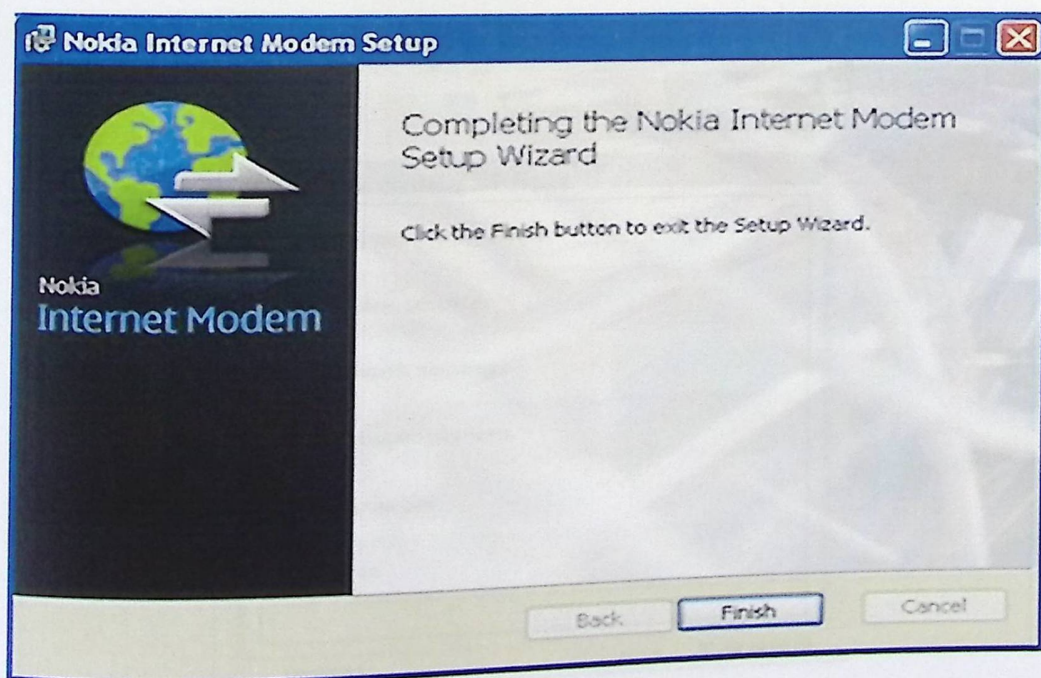 Nokia Internet Modem Setup
Completing the Nokia Internet Modem
Setup Wizard
Click the Finish button to exit the Setup Wizard.
Nokia
Internet Modem
Back
Finish
Cancel